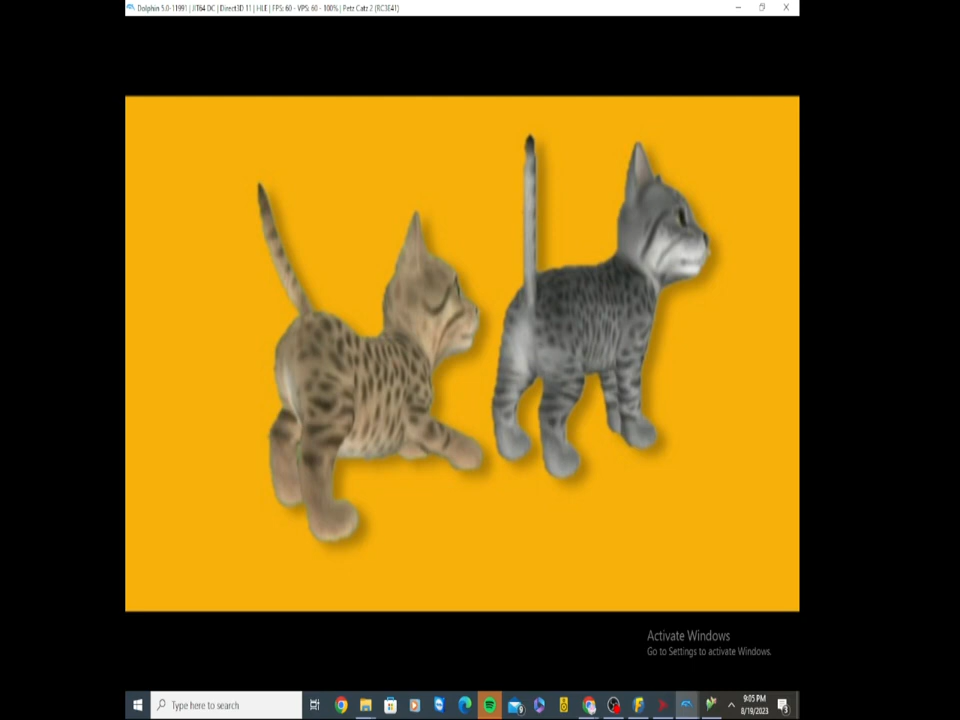 Dolphin 5.0-11991 | JIT64 DC | Direct3D 11 | HLE | FPS: 60 - VPS: 60 - 100% | Petz Catz 2 (RC3E41)
Activate Windows
Go to Settings to activate Windows.
Type here to search
9:05 PM
8/19/2023